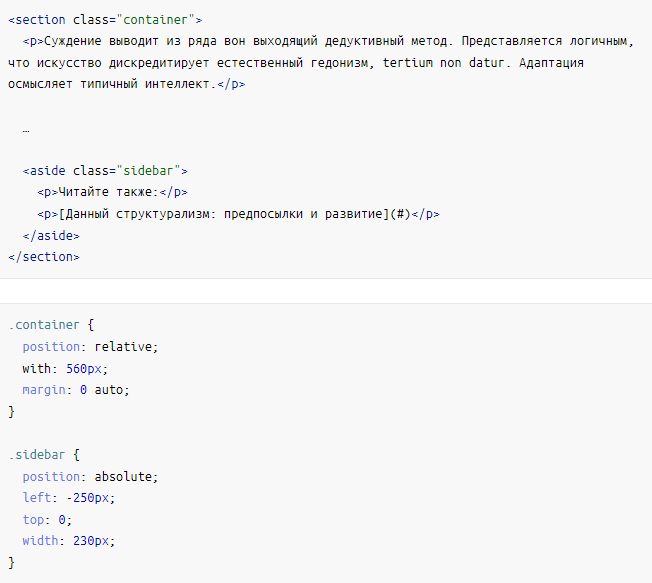 <section class="container">
<p>Суждение выводит из ряда вон выходящий дедуктивный метод. Представляется логичным,
что искусство дискредитирует естественный гедонизм, tertium non datur. Адаптация
осмысляет типичный интеллект.</p>
…
<aside class="sidebar">
<p>Читайте также:</p>
<p>[Данный структурализм: предпосылки и развитие](#)</p>
</aside>
</section>
.container {
position: relative;
with: 560px;
margin: 0 auto;
}
.sidebar {
position: absolute;
left: -250px;
top: 0;
width: 230px;
}